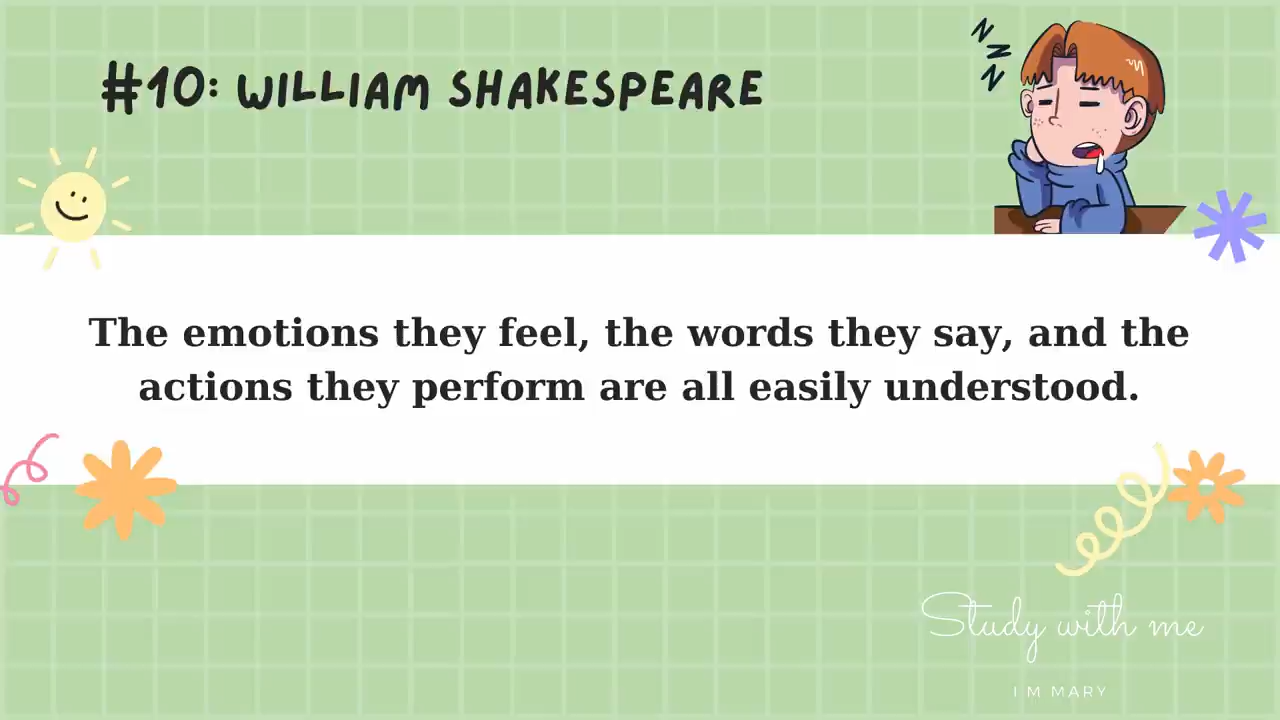 #10: WILLIAM SHAKESPEARE
Z
Z
Z
The emotions they feel, the words they say, and the
actions they perform are all easily understood.
Study with me
I M MARY